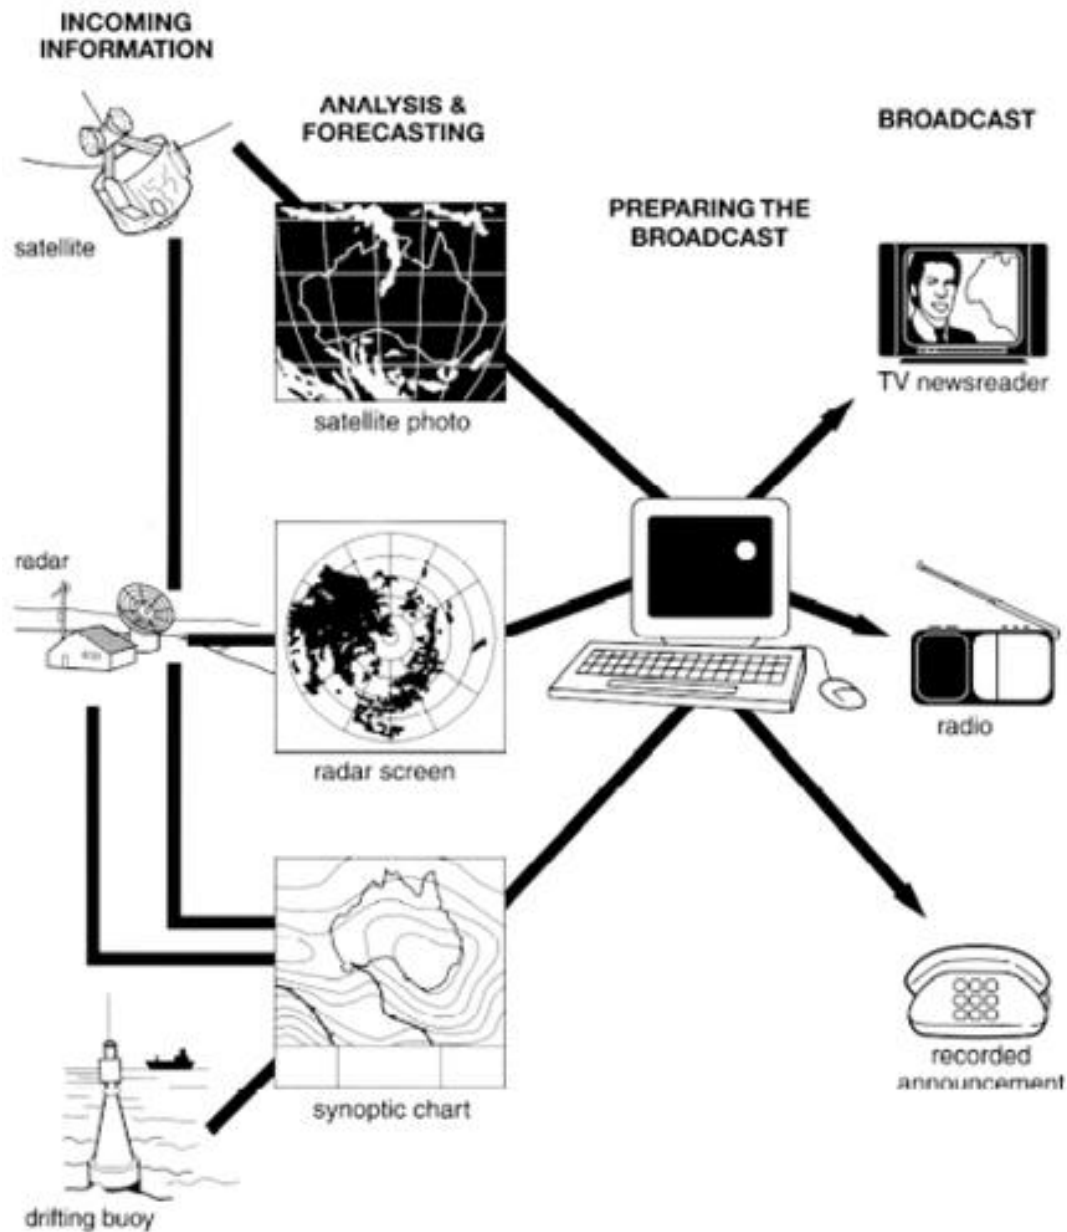 INCOMING
INFORMATION
ANALYSIS &
FORECASTING
PREPARING THE
BROADCAST
BROADCAST
satellite
satellite photo
TV newsreader
radar
radar screen
radio
synoptic chart
recorded
announcement
drifting buoy